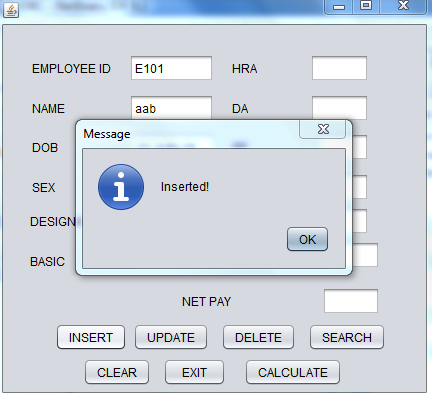 EMPLOYEE ID E101 HRA
NAME aab DA
Message
DOB
Inserted!
SEX
DESIGN
OK
BASIC
NET PAY
INSERT UPDATE DELETE SEARCH
CLEAR EXIT CALCULATE